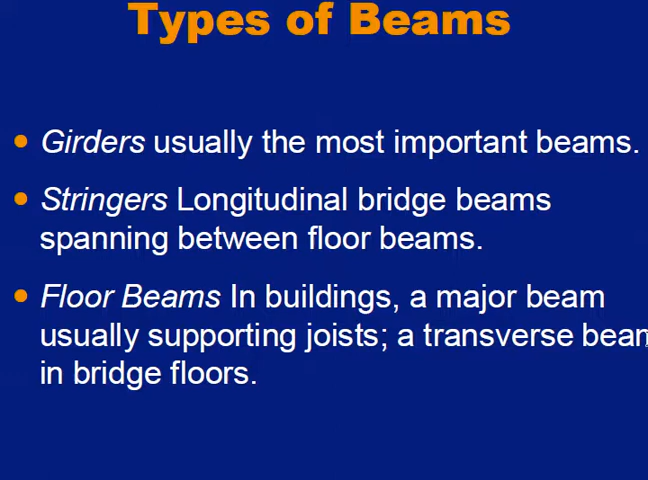 Types of Beams
Girders usually the most important beams.
Stringers Longitudinal bridge beams
spanning between floor beams.
Floor Beams In buildings, a major beam
usually supporting joists; a transverse beam
in bridge floors.